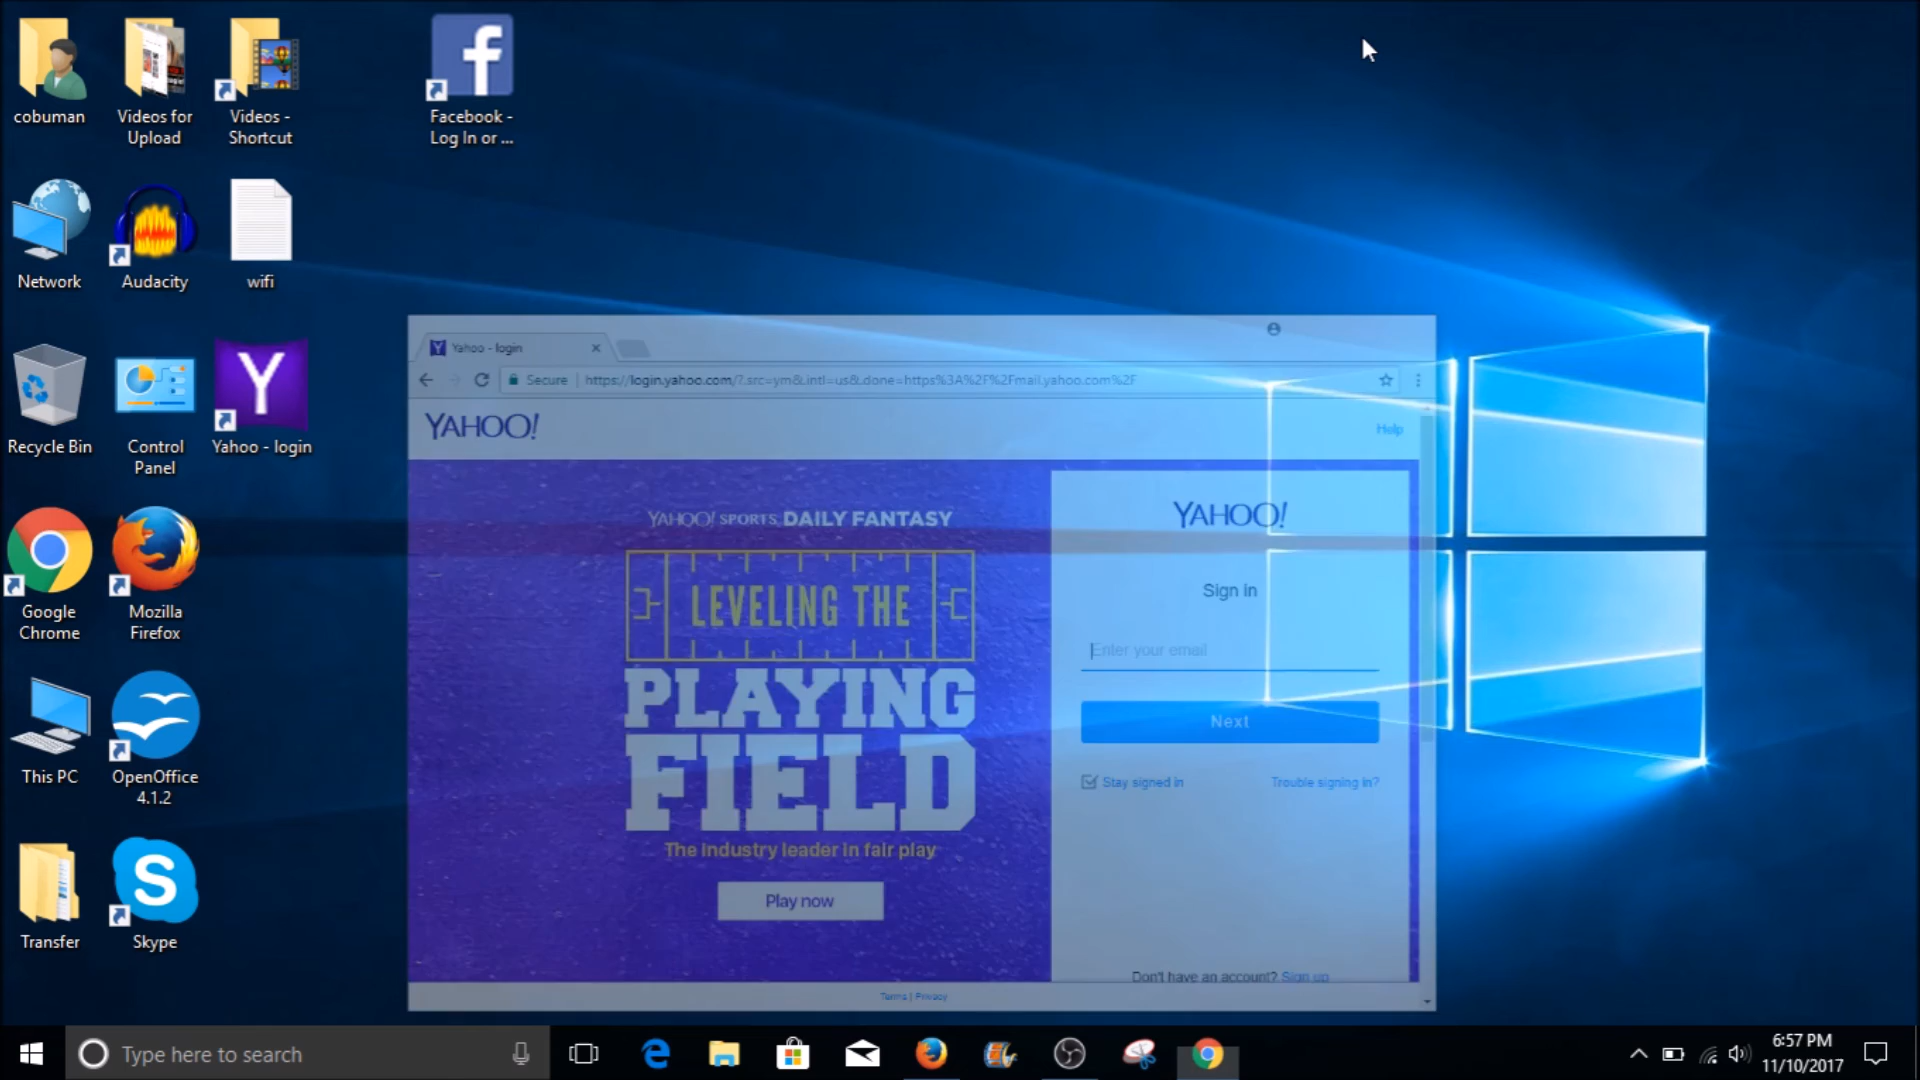 cobuman
Videos for
Upload
Videos -
Shortcut
Facebook -
Log In or ...
Network
Audacity
wifi
Recycle Bin
Control
Panel
Yahoo - login
Google
Chrome
Mozilla
Firefox
This PC
OpenOffice
4.1.2
Transfer
Skype
Yahoo - login
Secure | https://login.yahoo.com/?.src=ym&.intl=us&.done=https%3A%2F%2Fmail.yahoo.com%2F
YAHOO!
Help
YAHOO! SPORTS DAILY FANTASY
LEVELING THE
PLAYING
FIELD
The industry leader in fair play
Play now
YAHOO!
Sign in
Enter your email
Next
Stay signed in
Trouble signing in?
Don't have an account? Sign up
Terms | Privacy
Type here to search
6:57 PM
11/10/2017